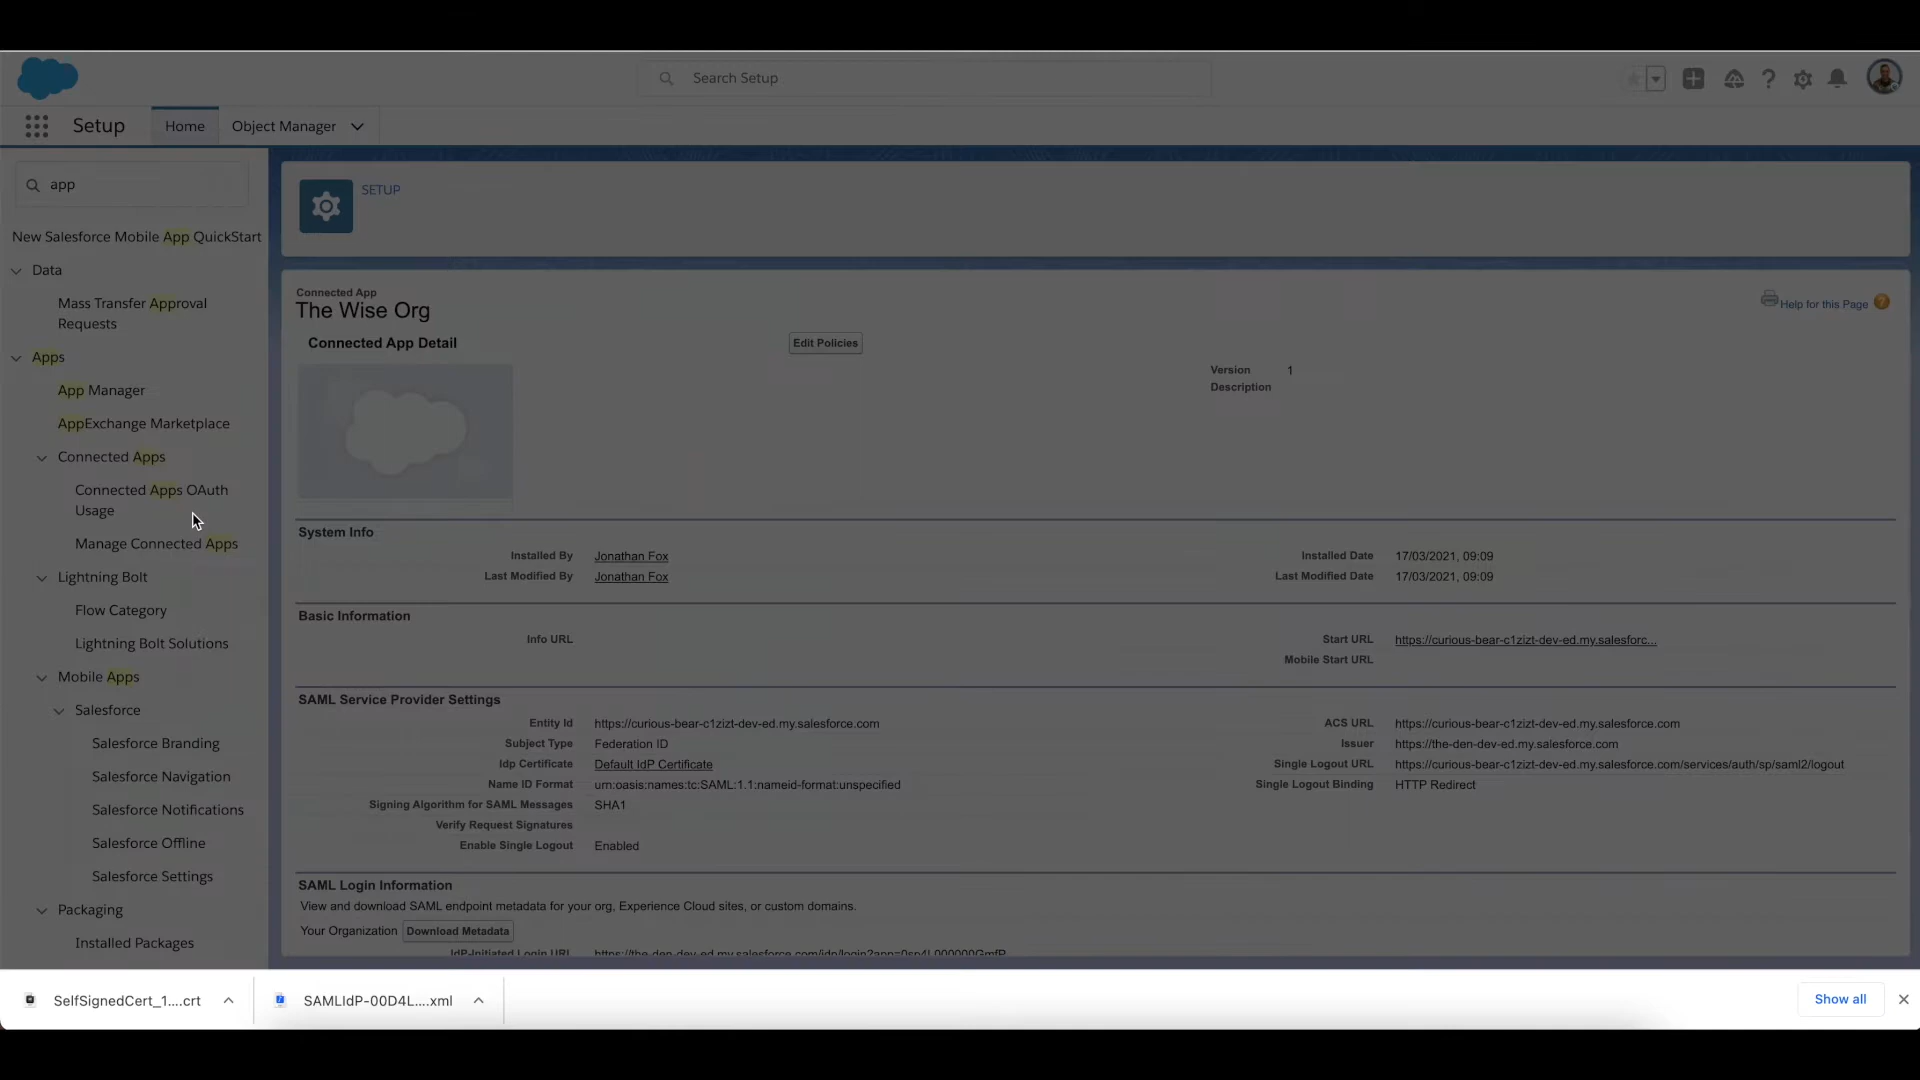 Search Setup
Setup
Home
Object Manager
app
New Salesforce Mobile App QuickStart
Data
Mass Transfer Approval
Requests
Apps
App Manager
AppExchange Marketplace
Connected Apps
Connected Apps OAuth
Usage
Manage Connected Apps
Lightning Bolt
Flow Category
Lightning Bolt Solutions
Mobile Apps
Salesforce
Salesforce Branding
Salesforce Navigation
Salesforce Notifications
Salesforce Offline
Salesforce Settings
Packaging
Installed Packages
SETUP
Connected App
The Wise Org
Help for this Page
Connected App Detail
Edit Policies
Version 1
Description
System Info
Installed By Jonathan Fox
Installed Date 17/03/2021, 09:09
Last Modified By Jonathan Fox
Last Modified Date 17/03/2021, 09:09
Basic Information
Info URL
Start URL https://curious-bear-c1zizt-dev-ed.my.salesforc...
Mobile Start URL
SAML Service Provider Settings
Entity Id https://curious-bear-c1zizt-dev-ed.my.salesforce.com
ACS URL https://curious-bear-c1zizt-dev-ed.my.salesforce.com
Subject Type Federation ID
Issuer https://the-den-dev-ed.my.salesforce.com
Idp Certificate Default IdP Certificate
Single Logout URL https://curious-bear-c1zizt-dev-ed.my.salesforce.com/services/auth/sp/saml2/logout
Name ID Format urn:oasis:names:tc:SAML:1.1:nameid-format:unspecified
Single Logout Binding HTTP Redirect
Signing Algorithm for SAML Messages SHA1
Verify Request Signatures
Enable Single Logout Enabled
SAML Login Information
View and download SAML endpoint metadata for your org, Experience Cloud sites, or custom domains.
Your Organization Download Metadata
IdP-Initiated Login URL
SelfSignedCert_1....crt
SAMLIdP-00D4L....xml
Show all